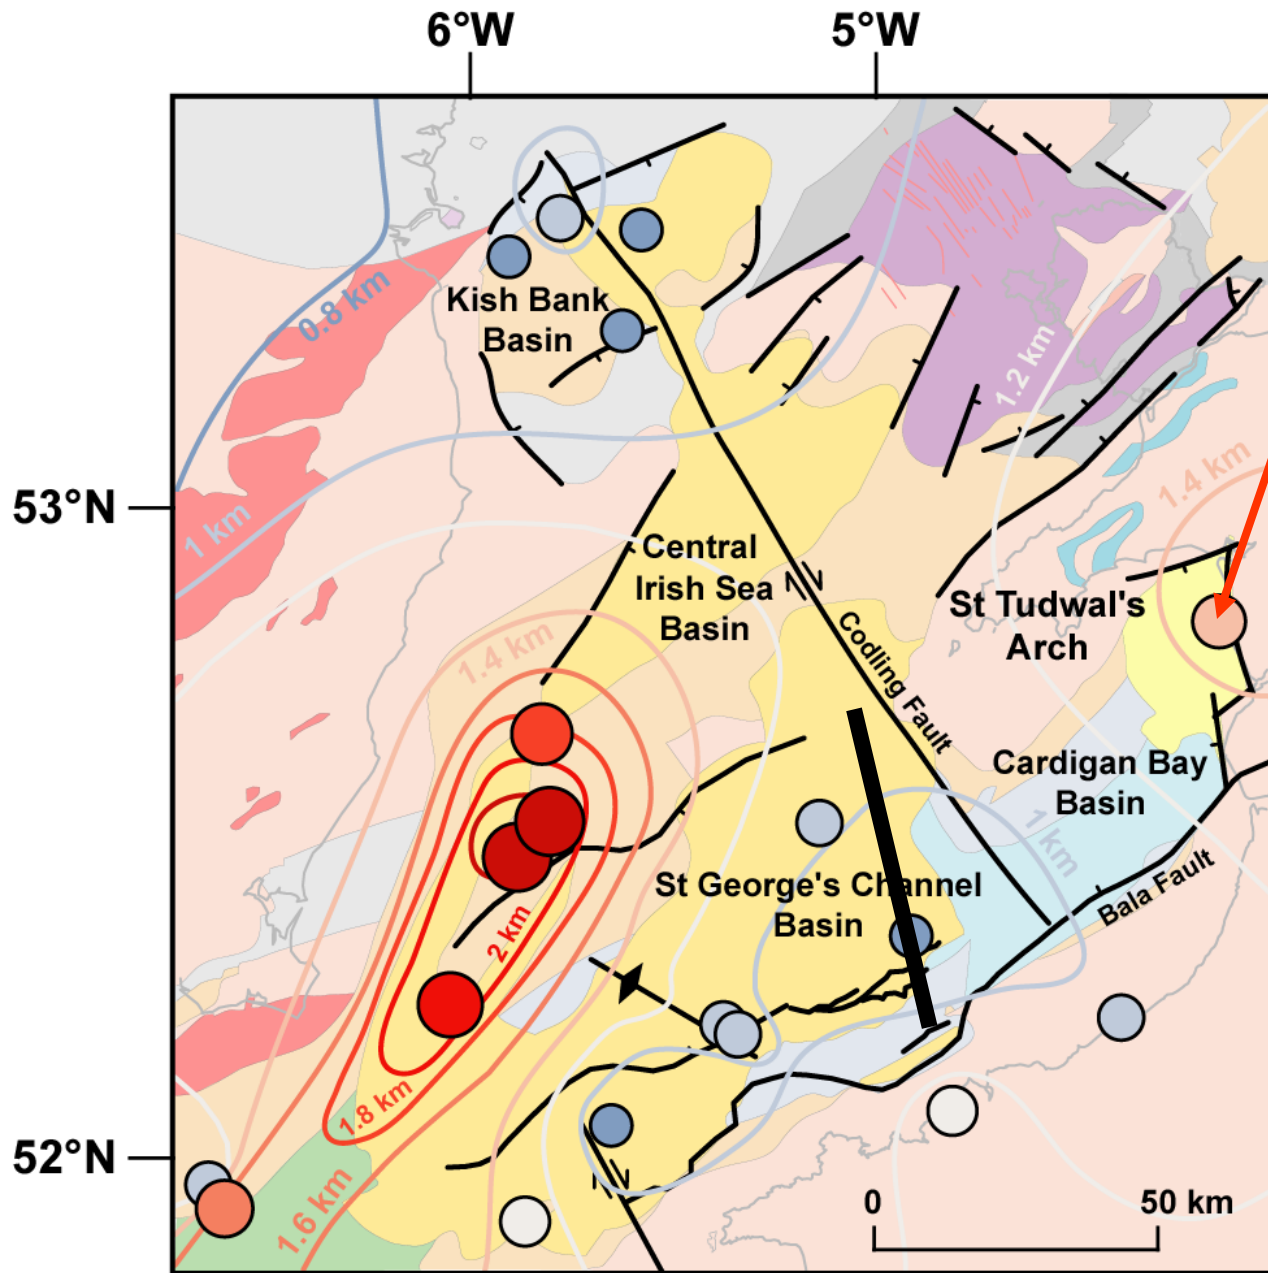 6°W
5°W
0.8 km
Kish Bank
Basin
1.2 km
1.4 km
53°N
1 km
Central
Irish Sea
Basin
St Tudwal's
Arch
Codling Fault
1.4 km
Cardigan Bay
Basin
1 km
St George's Channel
Basin
Bala Fault
2 km
1.8 km
52°N
1.6 km
0
50 km